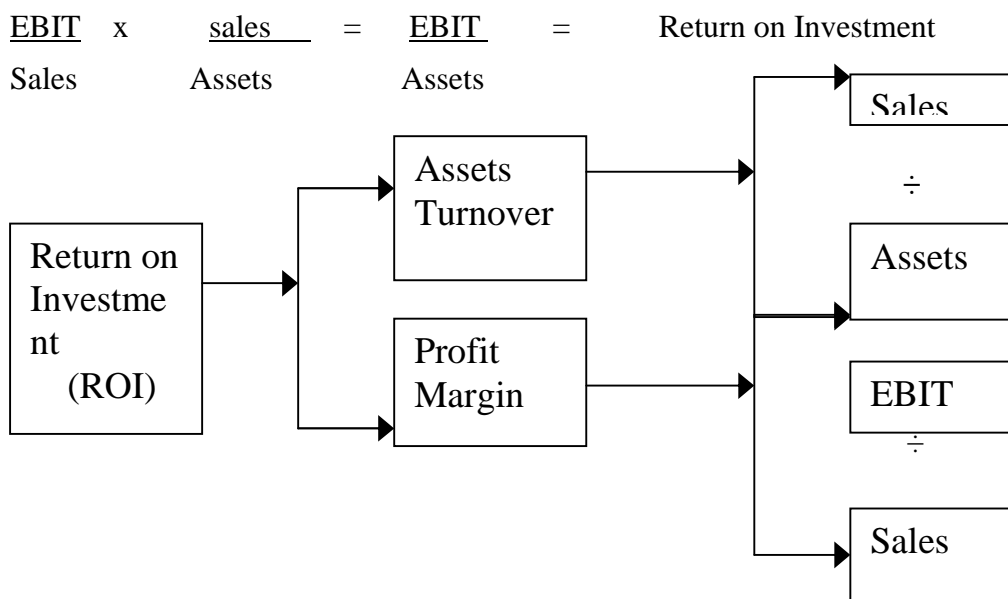 EBIT x sales = EBIT = Return on Investment
Sales Assets Assets
Sales
÷
Assets
Turnover
Return on
Investme
nt
(ROI)
Assets
Profit
Margin
EBIT
÷
Sales